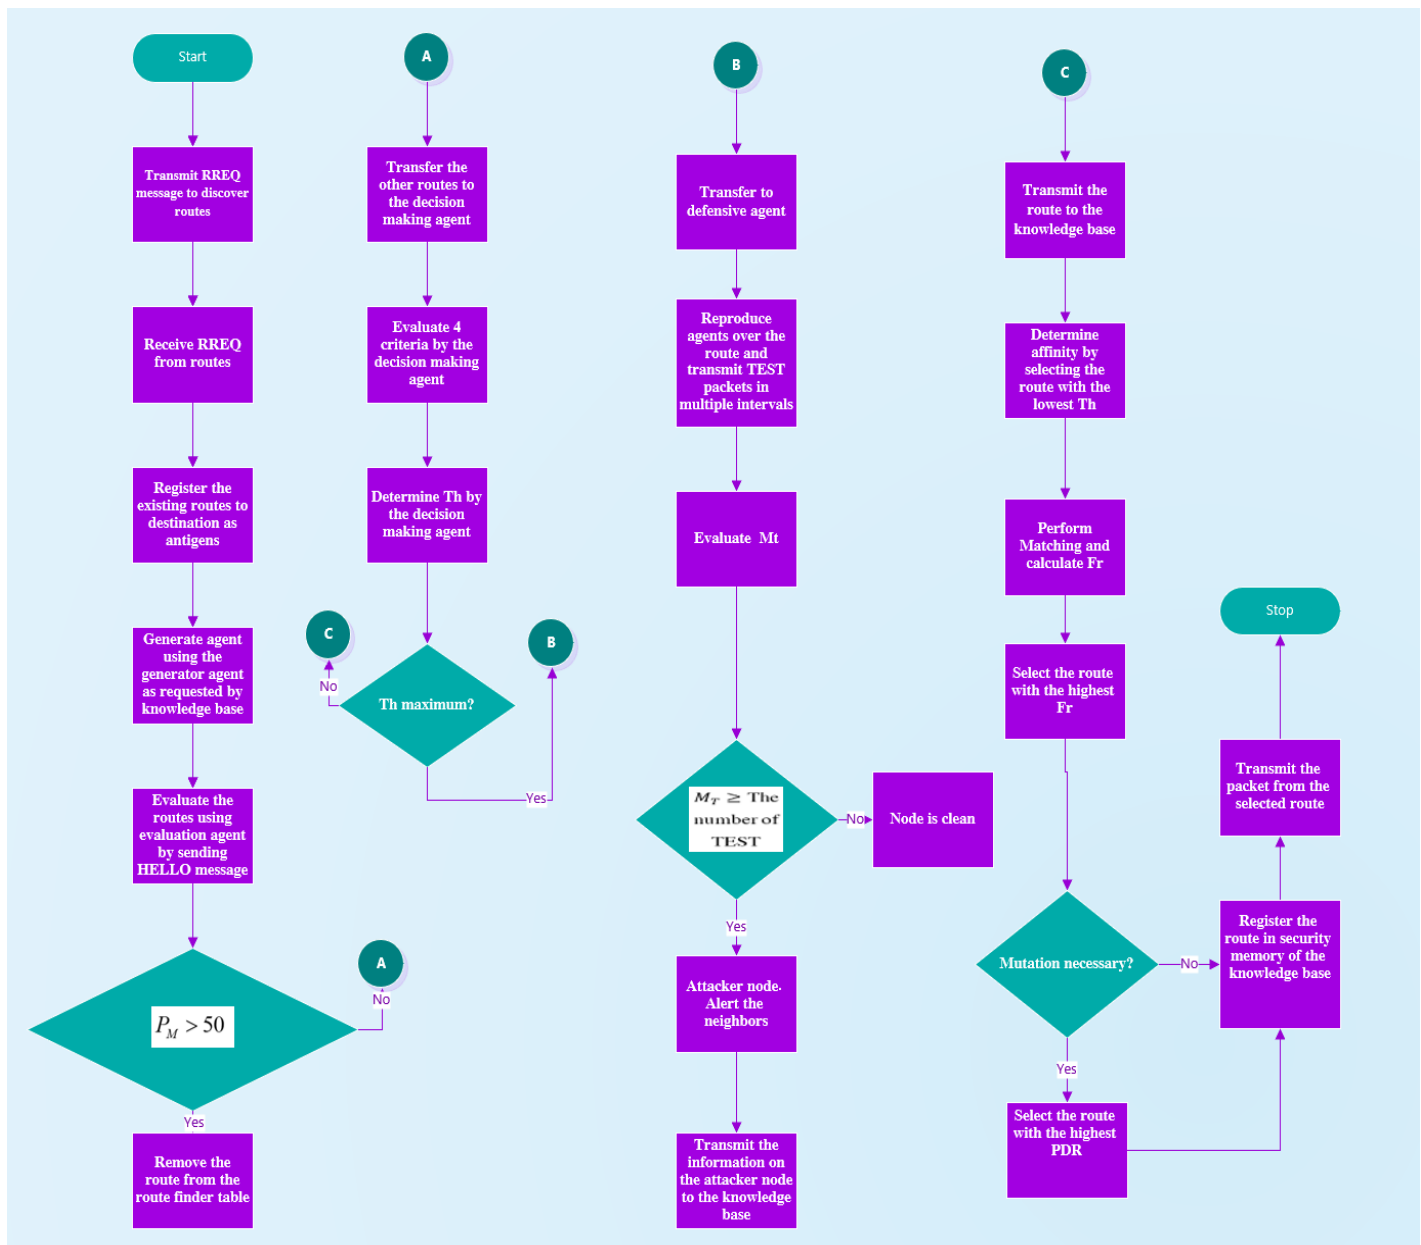 Start
Transmit RREQ
message to discover
routes
Receive RREQ
from routes
Register the
existing routes to
destination as
antigens
Generate agent
using the
generator agent
as requested by
knowledge base
Evaluate the
routes using
evaluation agent
by sending
HELLO message
P_M > 50
No
A
Yes
Remove the
route from the
route finder table
A
Transfer the
other routes to
the decision
making agent
Evaluate 4
criteria by the
decision making
agent
Determine Th by
the decision
making agent
Th maximum?
No
C
Yes
B
B
Transfer to
defensive agent
Reproduce
agents over the
route and
transmit TEST
packets in
multiple intervals
Evaluate Mt
M_T ≥ The
number of
TEST
No
Node is clean
Yes
Attacker node.
Alert the
neighbors
Transmit the
information on
the attacker node
to the knowledge
base
C
Transmit the
route to the
knowledge base
Determine
affinity by
selecting the
route with the
lowest Th
Perform
Matching and
calculate Fr
Select the route
with the highest
Fr
Mutation necessary?
No
Yes
Select the route
with the highest
PDR
Register the
route in security
memory of the
knowledge base
Transmit the
packet from the
selected route
Stop